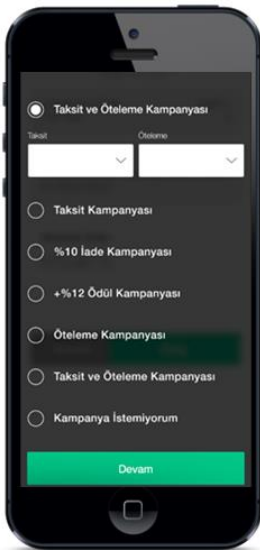 Taksit ve Öteleme Kampanyası
Taksit Öteleme
Taksit Kampanyası
%10 İade Kampanyası
+%12 Ödül Kampanyası
Öteleme Kampanyası
Taksit ve Öteleme Kampanyası
Kampanya İstemiyorum
Devam